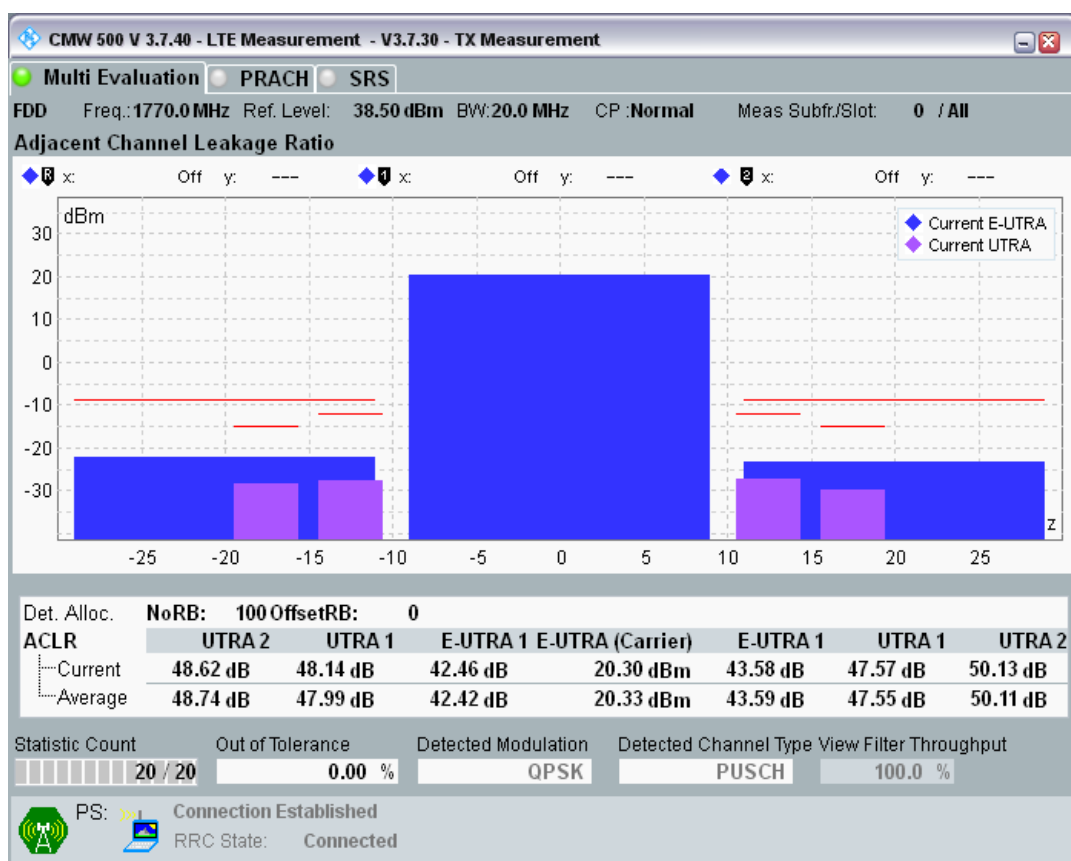 CMW 500 V 3.7.40 - LTE Measurement - V3.7.30 - TX Measurement
Multi Evaluation PRACH SRS
FDD Freq.: 1770.0 MHz Ref. Level: 38.50 dBm BW: 20.0 MHz CP : Normal Meas Subfr./Slot: 0 / All
Adjacent Channel Leakage Ratio
R x: Off y: --- 1 x: Off y: --- 2 x: Off y: ---
dBm
Current E-UTRA
Current UTRA
30
20
10
0
-10
-20
-30
z
-25 -20 -15 -10 -5 0 5 10 15 20 25
Det. Alloc. NoRB: 100 OffsetRB: 0
ACLR UTRA 2 UTRA 1 E-UTRA 1 E-UTRA (Carrier) E-UTRA 1 UTRA 1 UTRA 2
Current 48.62 dB 48.14 dB 42.46 dB 20.30 dBm 43.58 dB 47.57 dB 50.13 dB
Average 48.74 dB 47.99 dB 42.42 dB 20.33 dBm 43.59 dB 47.55 dB 50.11 dB
Statistic Count Out of Tolerance Detected Modulation Detected Channel Type View Filter Throughput
20 / 20 0.00 % QPSK PUSCH 100.0 %
PS: Connection Established
RRC State: Connected